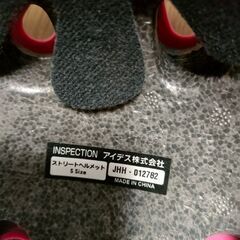 INSPECTION アイデス株式会社
ストリートヘルメット
S Size
JHH - 012782
MADE IN CHINA